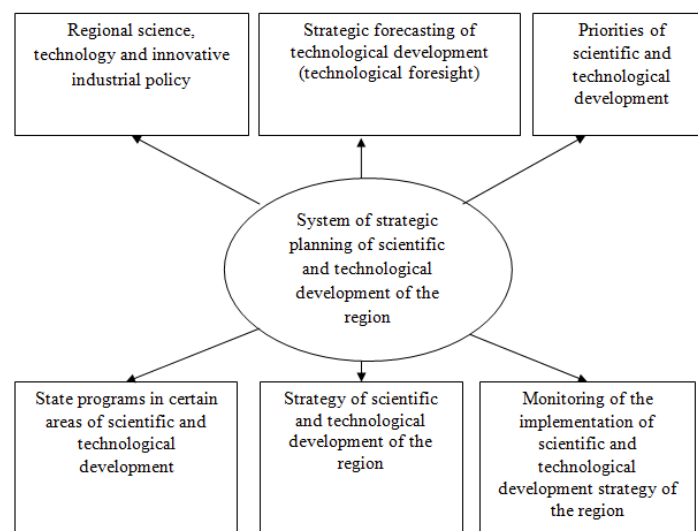 Regional science,
technology and innovative
industrial policy
Strategic forecasting of
technological development
(technological foresight)
Priorities of
scientific and
technological
development
System of strategic
planning of scientific
and technological
development of the
region
State programs in certain
areas of scientific and
technological
development
Strategy of scientific
and technological
development of the
region
Monitoring of the
implementation of
scientific and
technological
development strategy of
the region